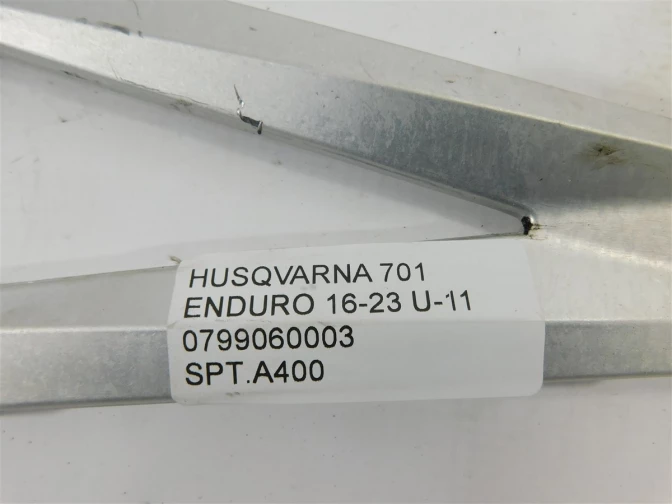 HUSQVARNA 701
ENDURO 16-23 U-11
0799060003
SPT.A400